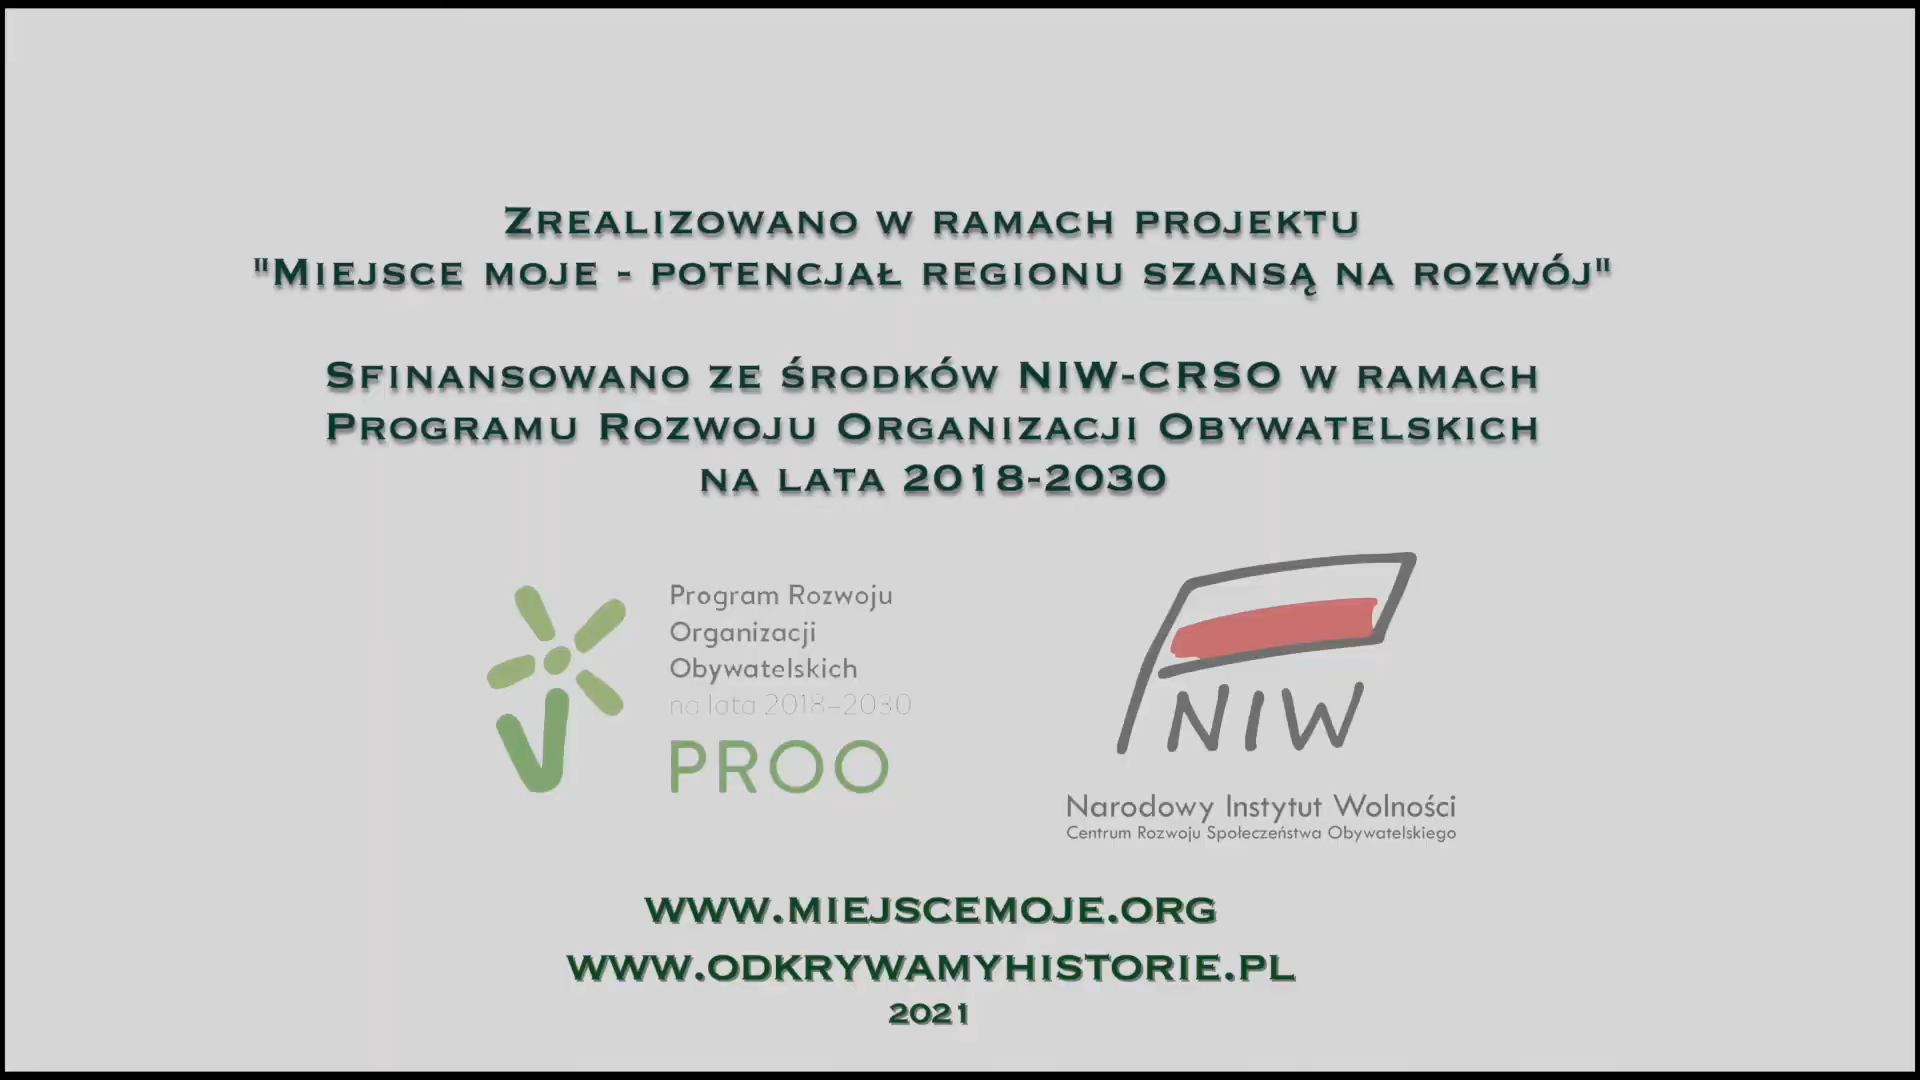 Zrealizowano w ramach projektu
"Miejsce moje - potencjał regionu szansą na rozwój"
Sfinansowano ze środków NIW-CRSO w ramach
Programu Rozwoju Organizacji Obywatelskich
na lata 2018-2030
Program Rozwoju
Organizacji
Obywatelskich
na lata 2018–2030
PROO
NIW
Narodowy Instytut Wolności
Centrum Rozwoju Społeczeństwa Obywatelskiego
www.miejscemoje.org
www.odkrywamyhistorie.pl
2021